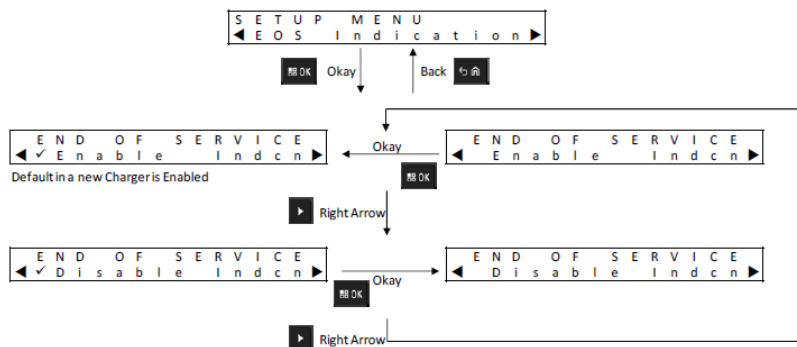 SETUP MENU
◀EOS Indication▶
OK Okay Back
END OF SERVICE
◀✓Enable Indcn▶
Okay
OK
END OF SERVICE
◀ Enable Indcn▶
Default in a new Charger is Enabled
Right Arrow
END OF SERVICE
◀✓Disable Indcn▶
Okay
OK
END OF SERVICE
◀ Disable Indcn▶
Right Arrow